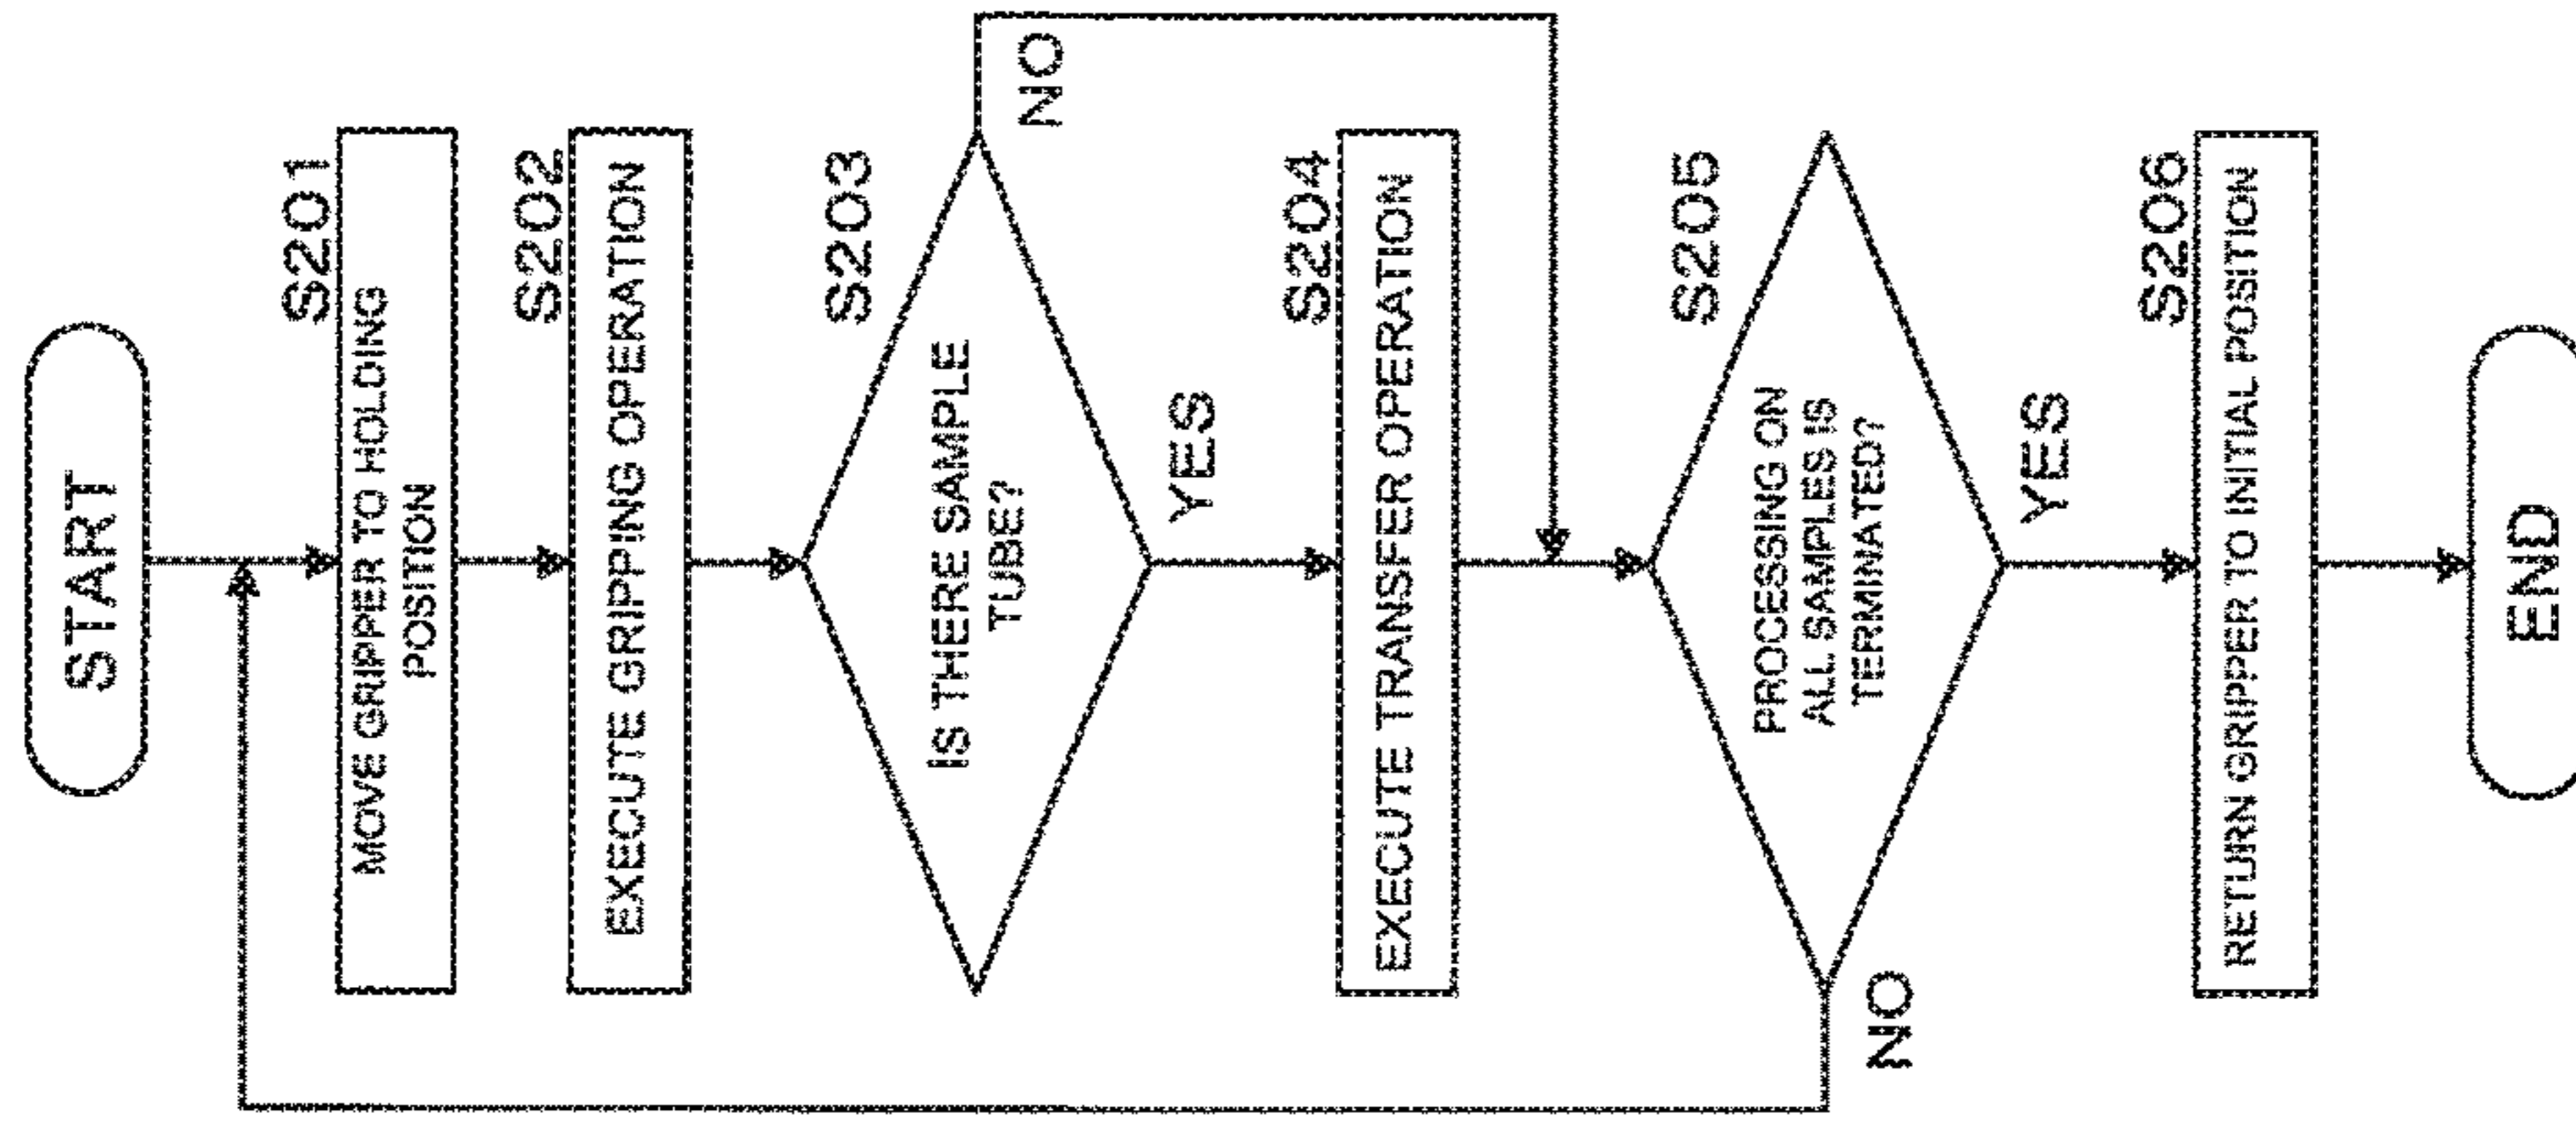 START
S201
MOVE GRIPPER TO HOLDING
POSITION
S202
EXECUTE GRIPPING OPERATION
S203
IS THERE SAMPLE
TUBE?
NO
YES
S204
EXECUTE TRANSFER OPERATION
S205
PROCESSING ON
ALL SAMPLES IS
TERMINATED?
NO
YES
S206
RETURN GRIPPER TO INITIAL POSITION
END